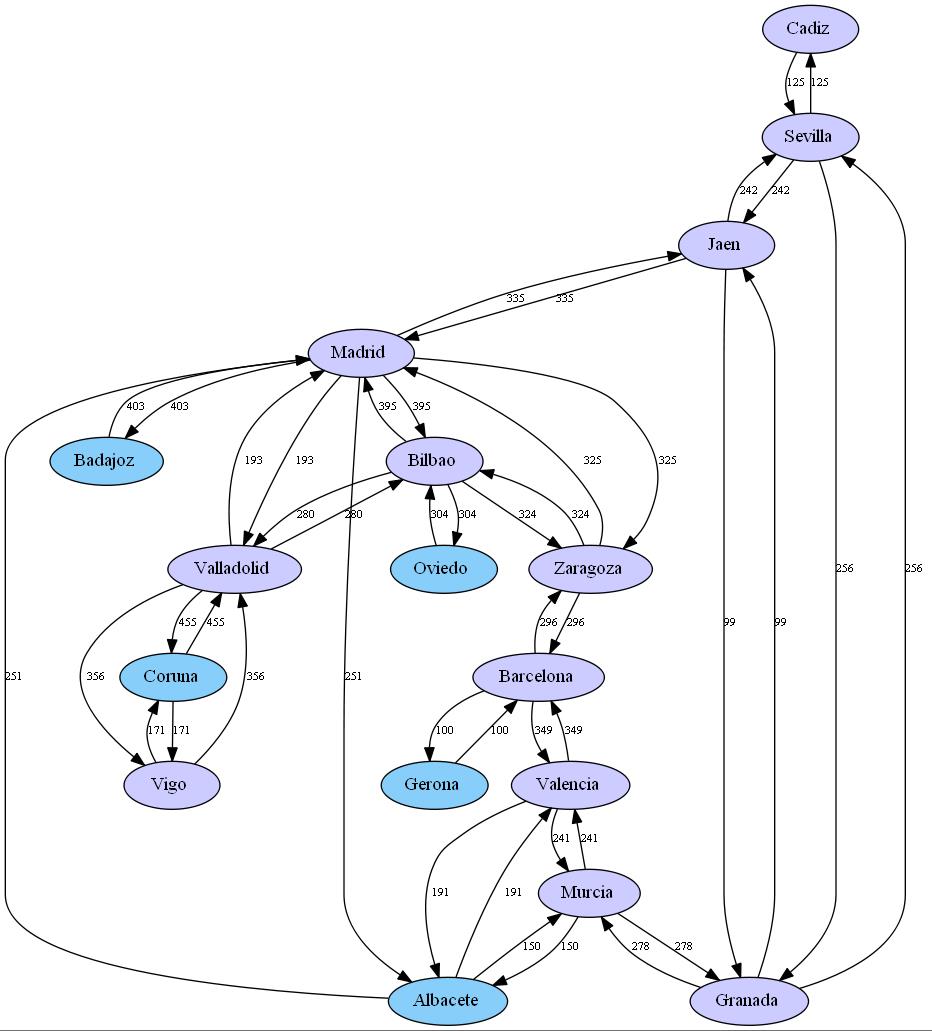 Cadiz
125 125
Sevilla
242 242
Jaen
335 335
Madrid
403 403 395 395
Badajoz Bilbao
193 193 325 325
280 280 304 304 324 324
Valladolid Oviedo Zaragoza
256 256
455 455 296 296 99 99
251 356 Coruna 356 251 Barcelona
171 171 100 100 349 349
Vigo Gerona Valencia
241 241
191 191 Murcia
150 150 278 278
Albacete Granada